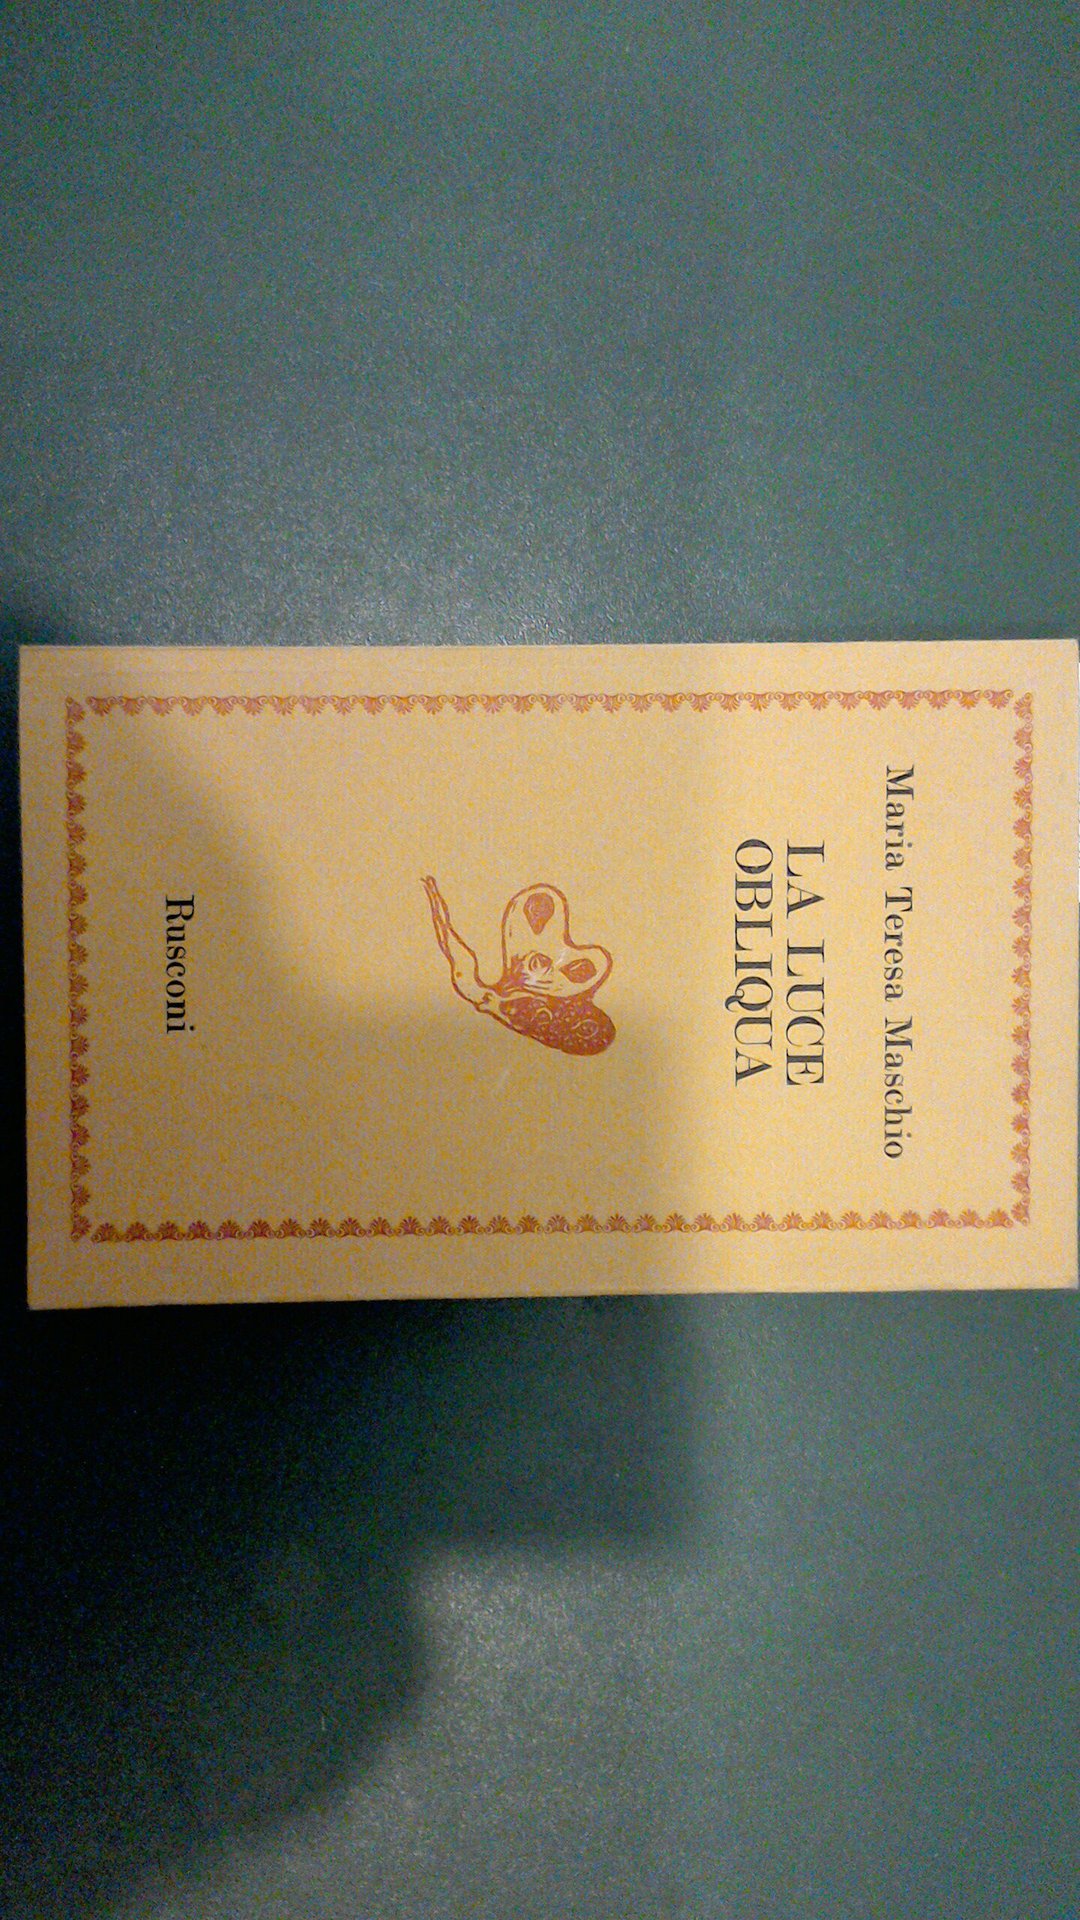 Maria Teresa Maschio
LA LUCE
OBLIQUA
Rusconi